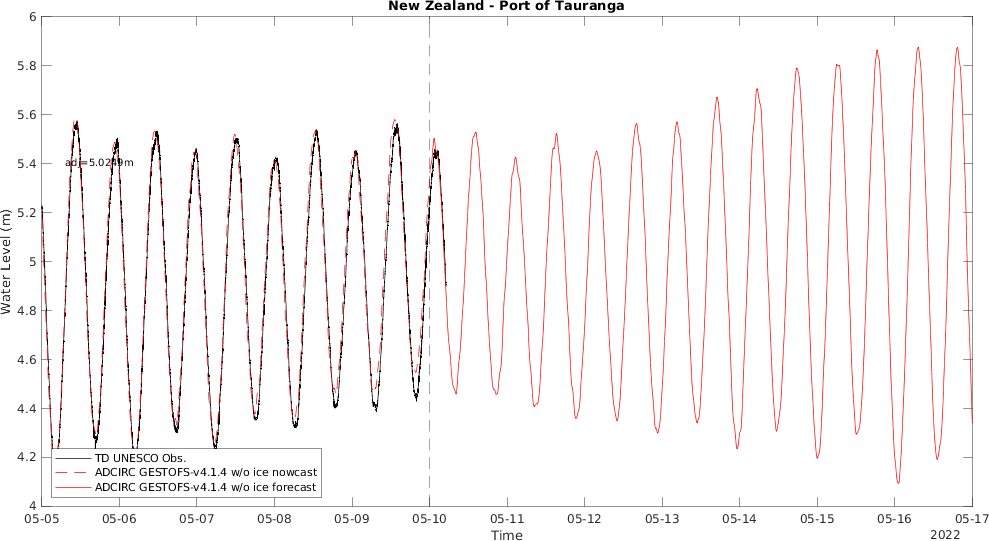 New Zealand - Port of Tauranga
6
5.8
5.6
5.4
5.2
5
4.8
4.6
4.4
4.2
4
Water Level (m)
adj=5.0249m
TD UNESCO Obs.
ADCIRC GESTOFS-v4.1.4 w/o ice nowcast
ADCIRC GESTOFS-v4.1.4 w/o ice forecast
05-05 05-06 05-07 05-08 05-09 05-10 05-11 05-12 05-13 05-14 05-15 05-16 05-17
Time
2022